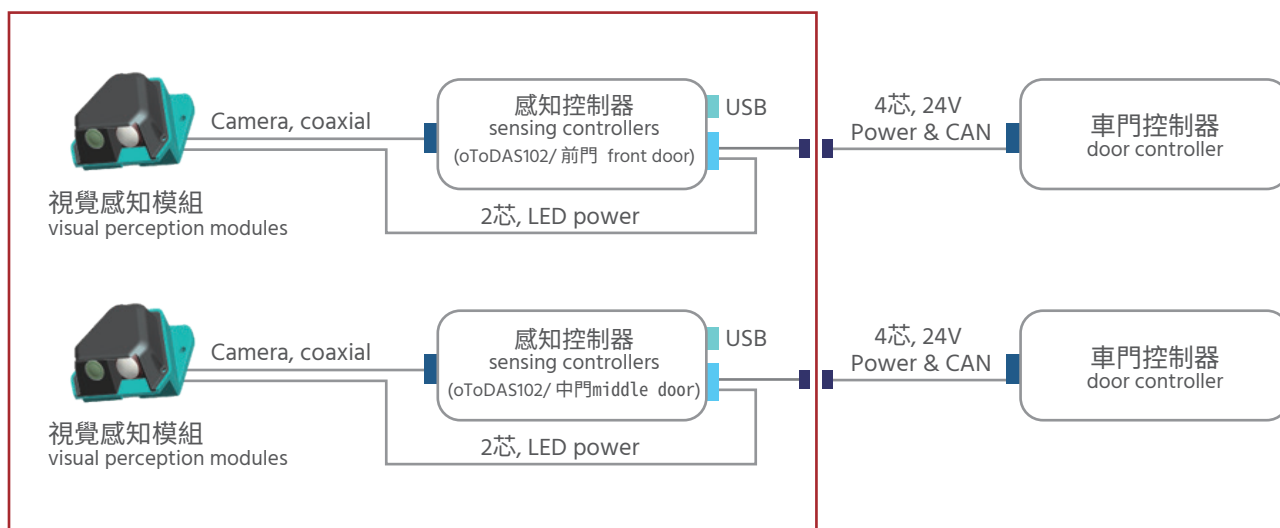 Camera, coaxial
感知控制器
sensing controllers
(oToDAS102/ 前門 front door)
USB
4芯, 24V
Power & CAN
車門控制器
door controller
視覺感知模組
visual perception modules
2芯, LED power
Camera, coaxial
感知控制器
sensing controllers
(oToDAS102/ 中門middle door)
USB
4芯, 24V
Power & CAN
車門控制器
door controller
視覺感知模組
visual perception modules
2芯, LED power